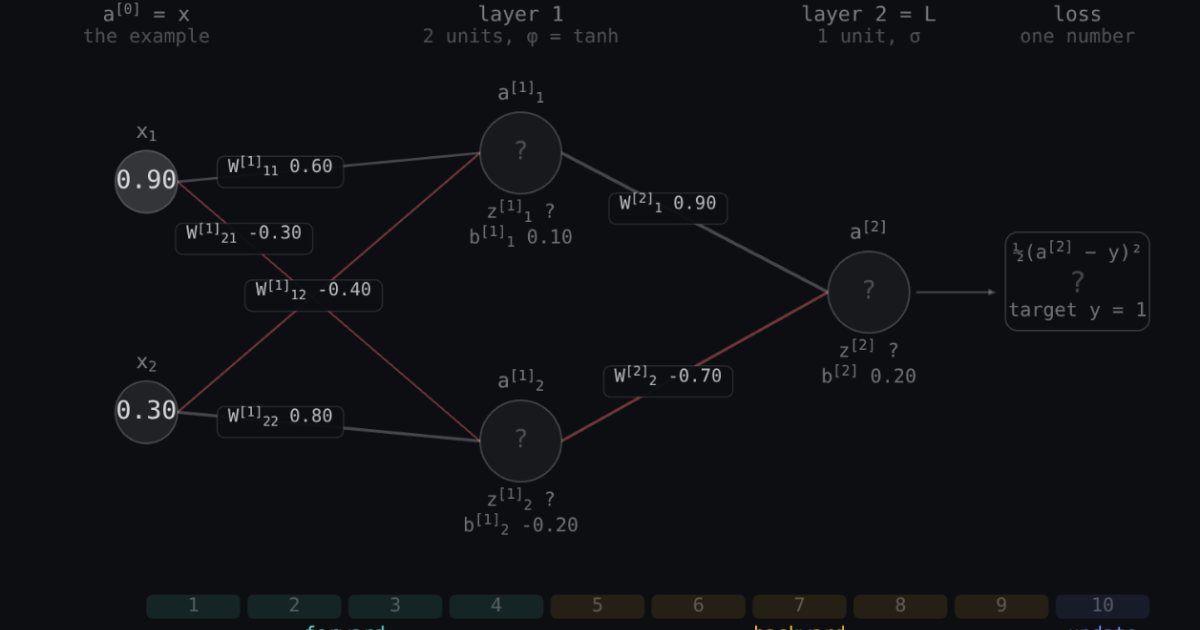 a[0] = x
the example
layer 1
2 units, φ = tanh
layer 2 = L
1 unit, σ
loss
one number
x₁
0.90
W[1]₁₁ 0.60
W[1]₂₁ -0.30
W[1]₁₂ -0.40
x₂
0.30
W[1]₂₂ 0.80
a[1]₁
?
z[1]₁ ?
b[1]₁ 0.10
a[1]₂
?
z[1]₂ ?
b[1]₂ -0.20
W[2]₁ 0.90
W[2]₂ -0.70
a[2]
?
z[2] ?
b[2] 0.20
½(a[2] − y)²
?
target y = 1
1 2 3 4 5 6 7 8 9 10
forward backward update